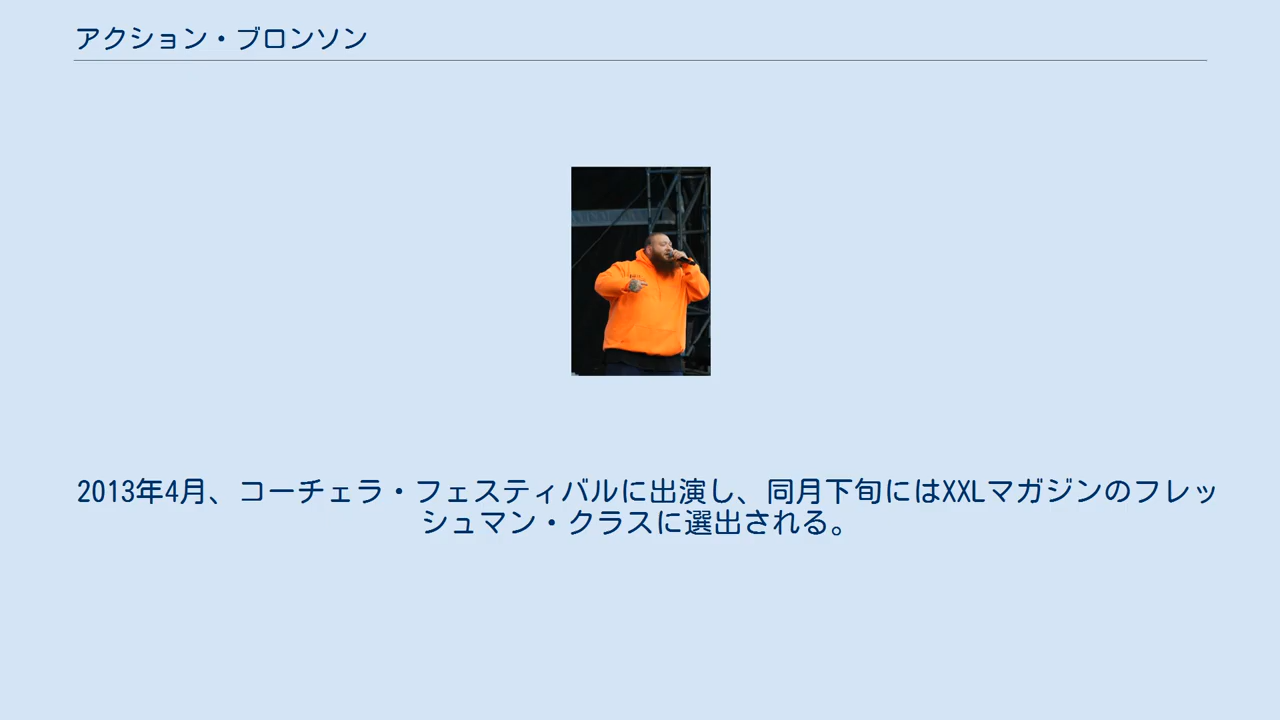 アクション・ブロンソン
2013年4月、コーチェラ・フェスティバルに出演し、同月下旬にはXXLマガジンのフレッ
シュマン・クラスに選出される。